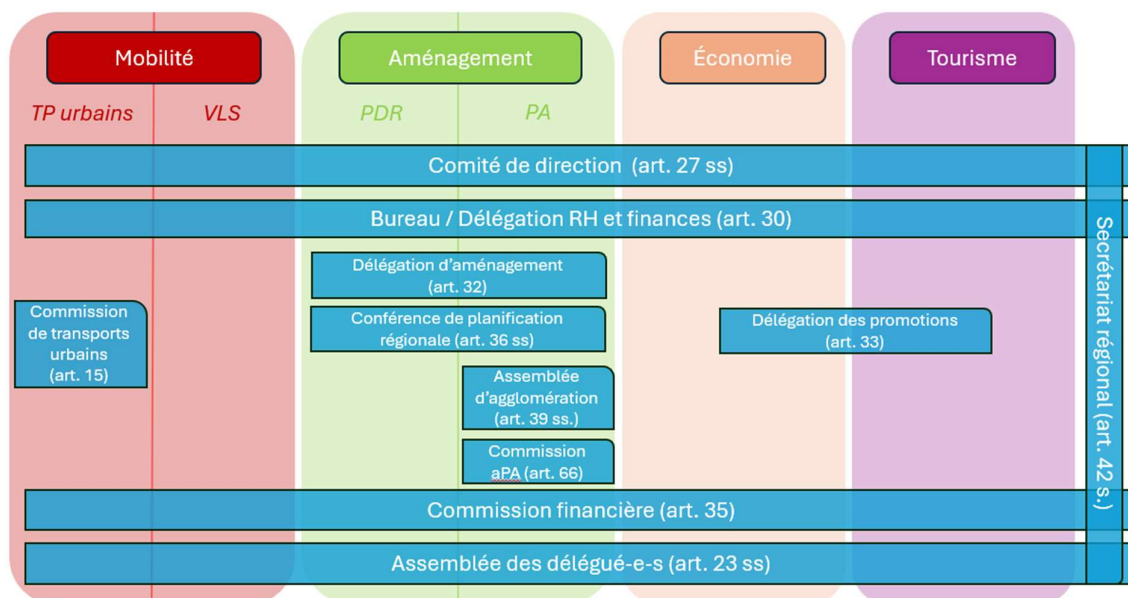 Mobilité
Aménagement
Économie
Tourisme
TP urbains
VLS
PDR
PA
Comité de direction (art. 27 ss)
Bureau / Délégation RH et finances (art. 30)
Délégation d'aménagement
(art. 32)
Commission
de transports
urbains
(art. 15)
Conférence de planification
régionale (art. 36 ss)
Délégation des promotions
(art. 33)
Assemblée
d'agglomération
(art. 39 ss.)
Commission
aPA (art. 66)
Commission financière (art. 35)
Assemblée des délégué-e-s (art. 23 ss)
Secrétariat régional (art. 42 s.)